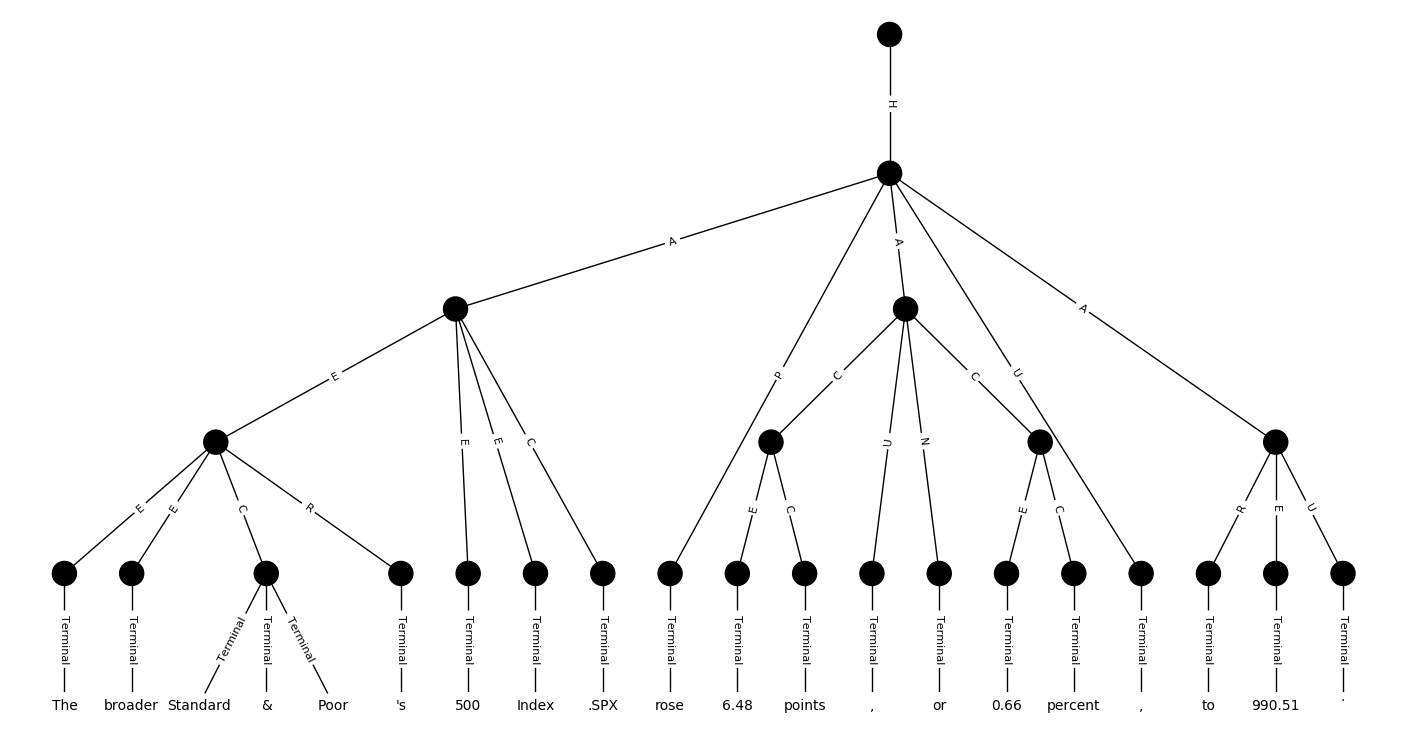 H
A
A
A
P
U
E
C
C
E
E
C
U
N
E
E
C
R
E
C
E
C
R
E
U
Terminal Terminal Terminal Terminal Terminal Terminal Terminal Terminal Terminal Terminal Terminal Terminal Terminal Terminal Terminal Terminal Terminal Terminal Terminal Terminal
The broader Standard & Poor 's 500 Index .SPX rose 6.48 points , or 0.66 percent , to 990.51 .